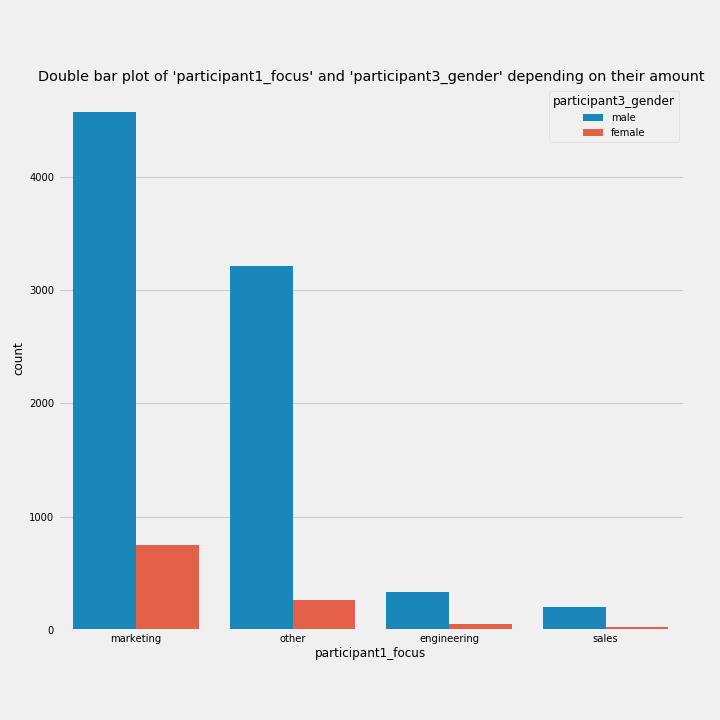 Double bar plot of 'participant1_focus' and 'participant3_gender' depending on their amount
participant3_gender
male
female
4000
3000
2000
1000
0
count
marketing other engineering sales
participant1_focus